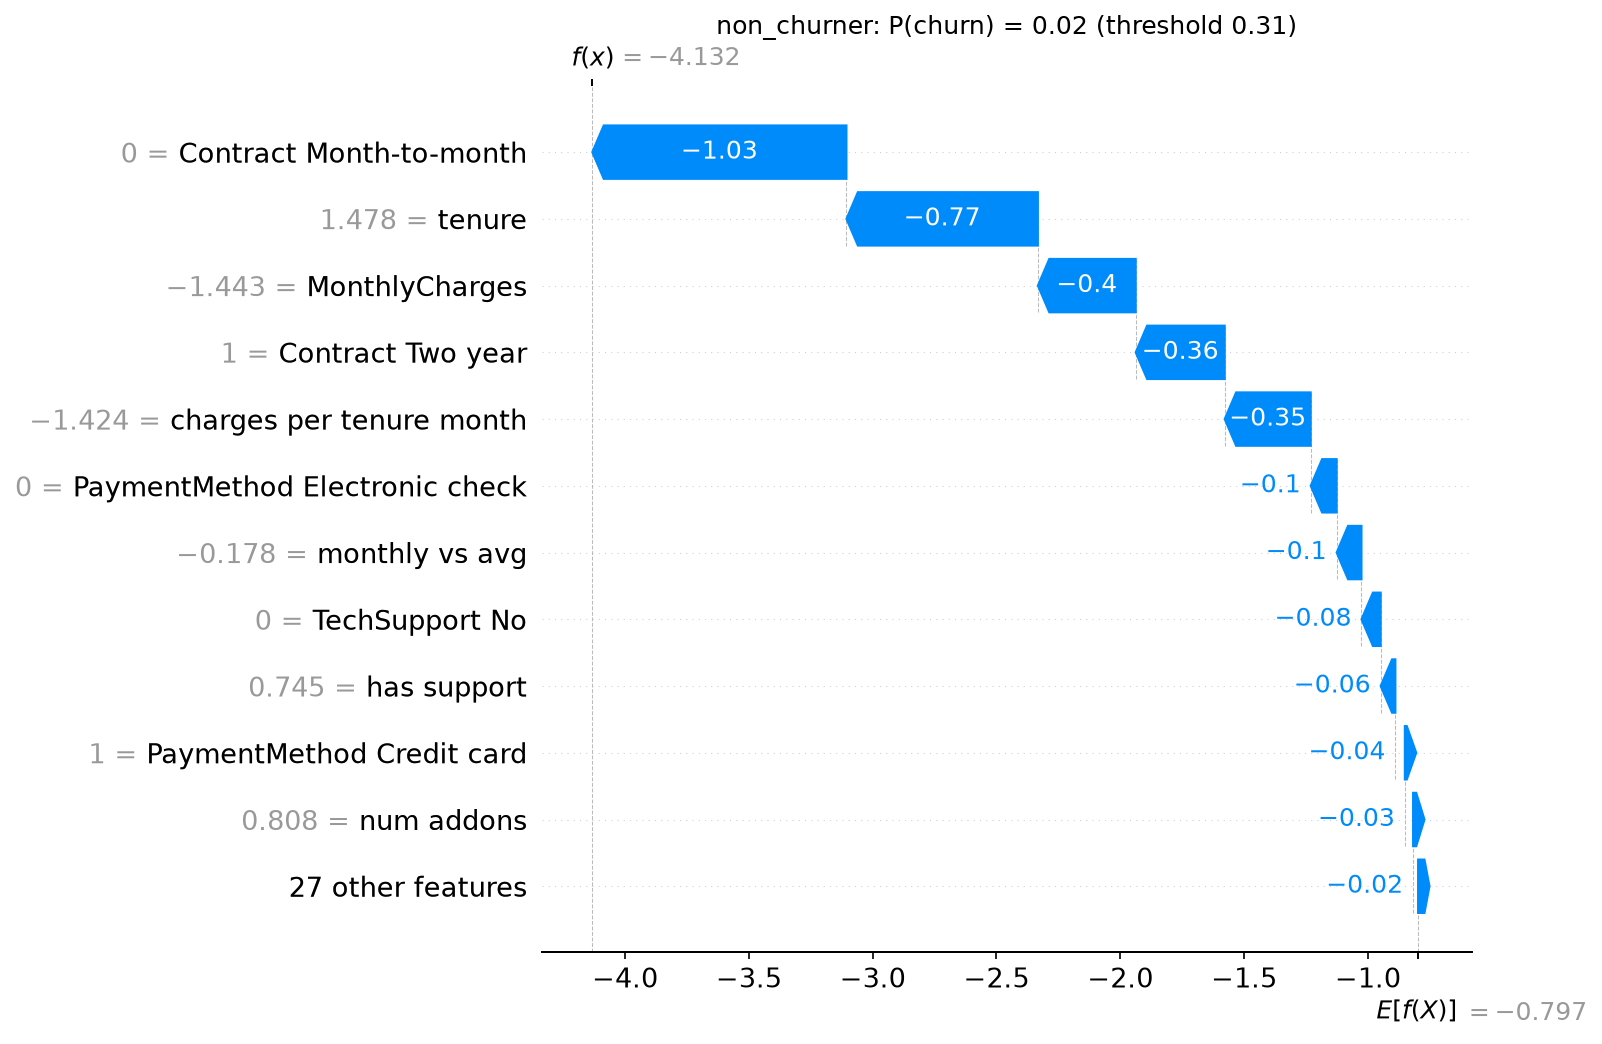 non_churner: P(churn) = 0.02 (threshold 0.31)
f(x) = −4.132
0 = Contract Month-to-month −1.03
1.478 = tenure −0.77
−1.443 = MonthlyCharges −0.4
1 = Contract Two year −0.36
−1.424 = charges per tenure month −0.35
0 = PaymentMethod Electronic check −0.1
−0.178 = monthly vs avg −0.1
0 = TechSupport No −0.08
0.745 = has support −0.06
1 = PaymentMethod Credit card −0.04
0.808 = num addons −0.03
27 other features −0.02
−4.0 −3.5 −3.0 −2.5 −2.0 −1.5 −1.0
E[f(X)] = −0.797